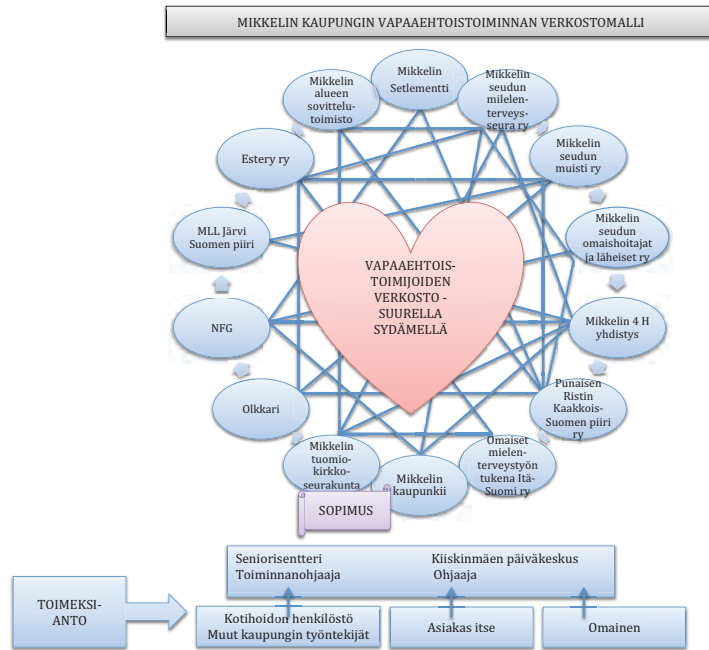 MIKKELIN KAUPUNGIN VAPAAEHTOISTOIMINNAN VERKOSTOMALLI
Mikkelin
Setlementti
Mikkelin
seudun
mielen-
terveys-
seura ry
Mikkelin
seudun
muisti ry
Mikkelin
seudun
omaishoitajat
ja läheiset ry
Mikkelin 4 H
yhdistys
Punaisen
Ristin
Kaakkois-
Suomen piiri
ry
Omaiset
mielen-
terveystyön
tukena Itä-
Suomi ry
Mikkelin
kaupunkii
Mikkelin
tuomio-
kirkko-
seurakunta
Olkkari
NFG
MLL Järvi
Suomen piiri
Estery ry
Mikkelin
alueen
sovittelu-
toimisto
VAPAAEHTOIS-
TOIMIJOIDEN
VERKOSTO -
SUURELLA
SYDÄMELLÄ
SOPIMUS
Seniorisentteri
Toiminnanohjaaja
Kiiskinmäen päiväkeskus
Ohjaaja
TOIMEKSI-
ANTO
Kotihoidon henkilöstö
Muut kaupungin työntekijät
Asiakas itse
Omainen